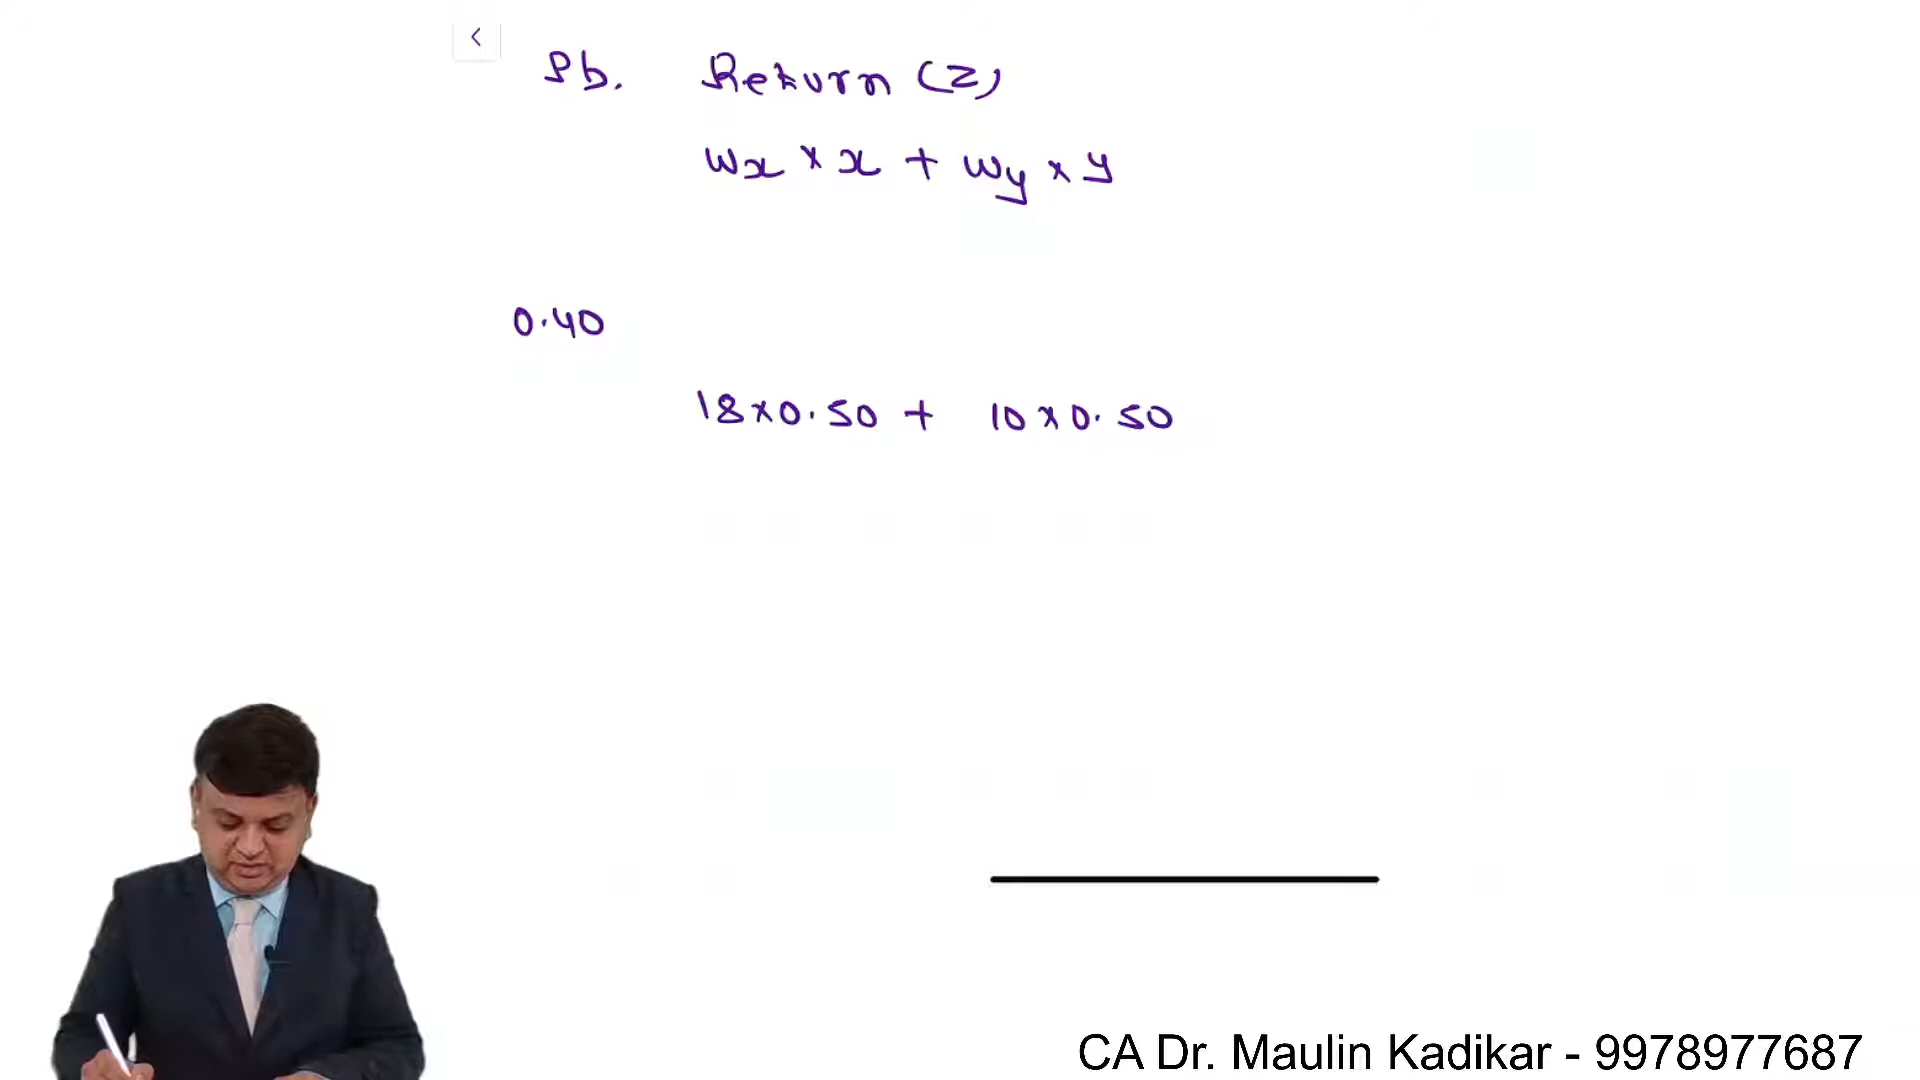 Pb. Return (Z)
Wx × x + Wy × y
0.40
18×0.50 + 10×0.50
CA Dr. Maulin Kadikar - 9978977687